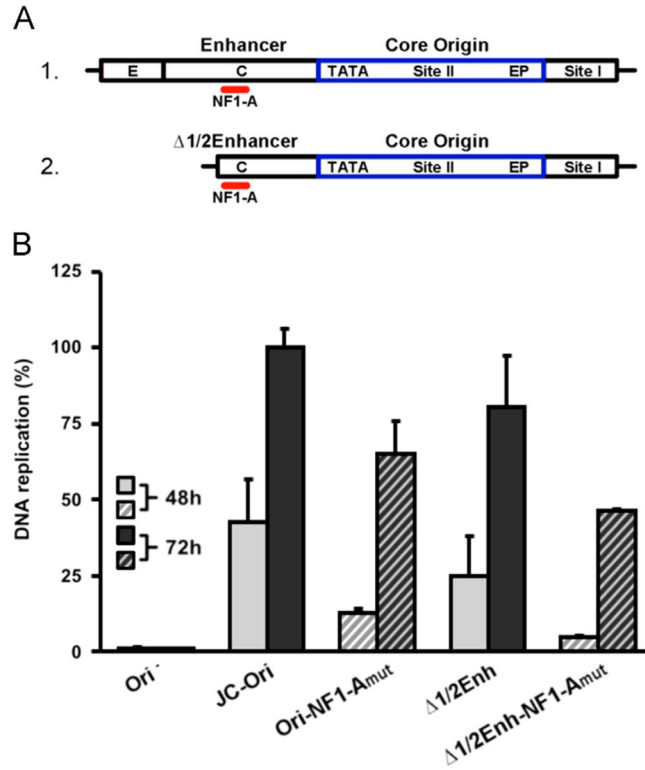 A
Enhancer Core Origin
1. E C TATA Site II EP Site I
NF1-A
Δ1/2Enhancer Core Origin
2. C TATA Site II EP Site I
NF1-A
B
DNA replication (%)
125
100
75
50
25
0
48h
72h
Ori -
JC-Ori
Ori-NF1-Amut
Δ1/2Enh
Δ1/2Enh-NF1-Amut